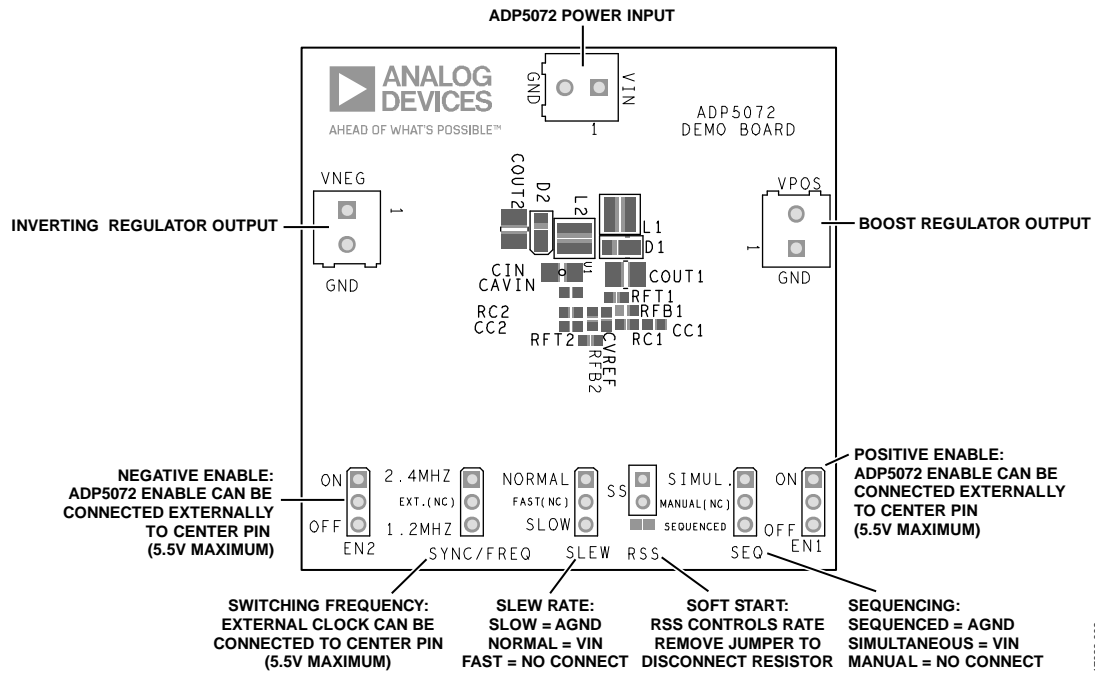 ADP5072 POWER INPUT
ANALOG
DEVICES
AHEAD OF WHAT'S POSSIBLE™
GND
VIN
1
ADP5072
DEMO BOARD
VNEG
1
GND
INVERTING REGULATOR OUTPUT
COUT2
D2
L2
L1
D1
U1
CIN
CAVIN
COUT1
RFT1
RFB1
RC2
CC2
RFT2
RFB2
CVREF
RC1
CC1
VPOS
1
GND
BOOST REGULATOR OUTPUT
NEGATIVE ENABLE:
ADP5072 ENABLE CAN BE
CONNECTED EXTERNALLY
TO CENTER PIN
(5.5V MAXIMUM)
ON
OFF
EN2
2.4MHZ
EXT.(NC)
1.2MHZ
SYNC/FREQ
NORMAL
FAST(NC)
SLOW
SLEW
SS
RSS
SIMUL.
MANUAL(NC)
SEQUENCED
SEQ
ON
OFF
EN1
POSITIVE ENABLE:
ADP5072 ENABLE CAN BE
CONNECTED EXTERNALLY
TO CENTER PIN
(5.5V MAXIMUM)
SWITCHING FREQUENCY:
EXTERNAL CLOCK CAN BE
CONNECTED TO CENTER PIN
(5.5V MAXIMUM)
SLEW RATE:
SLOW = AGND
NORMAL = VIN
FAST = NO CONNECT
SOFT START:
RSS CONTROLS RATE
REMOVE JUMPER TO
DISCONNECT RESISTOR
SEQUENCING:
SEQUENCED = AGND
SIMULTANEOUS = VIN
MANUAL = NO CONNECT